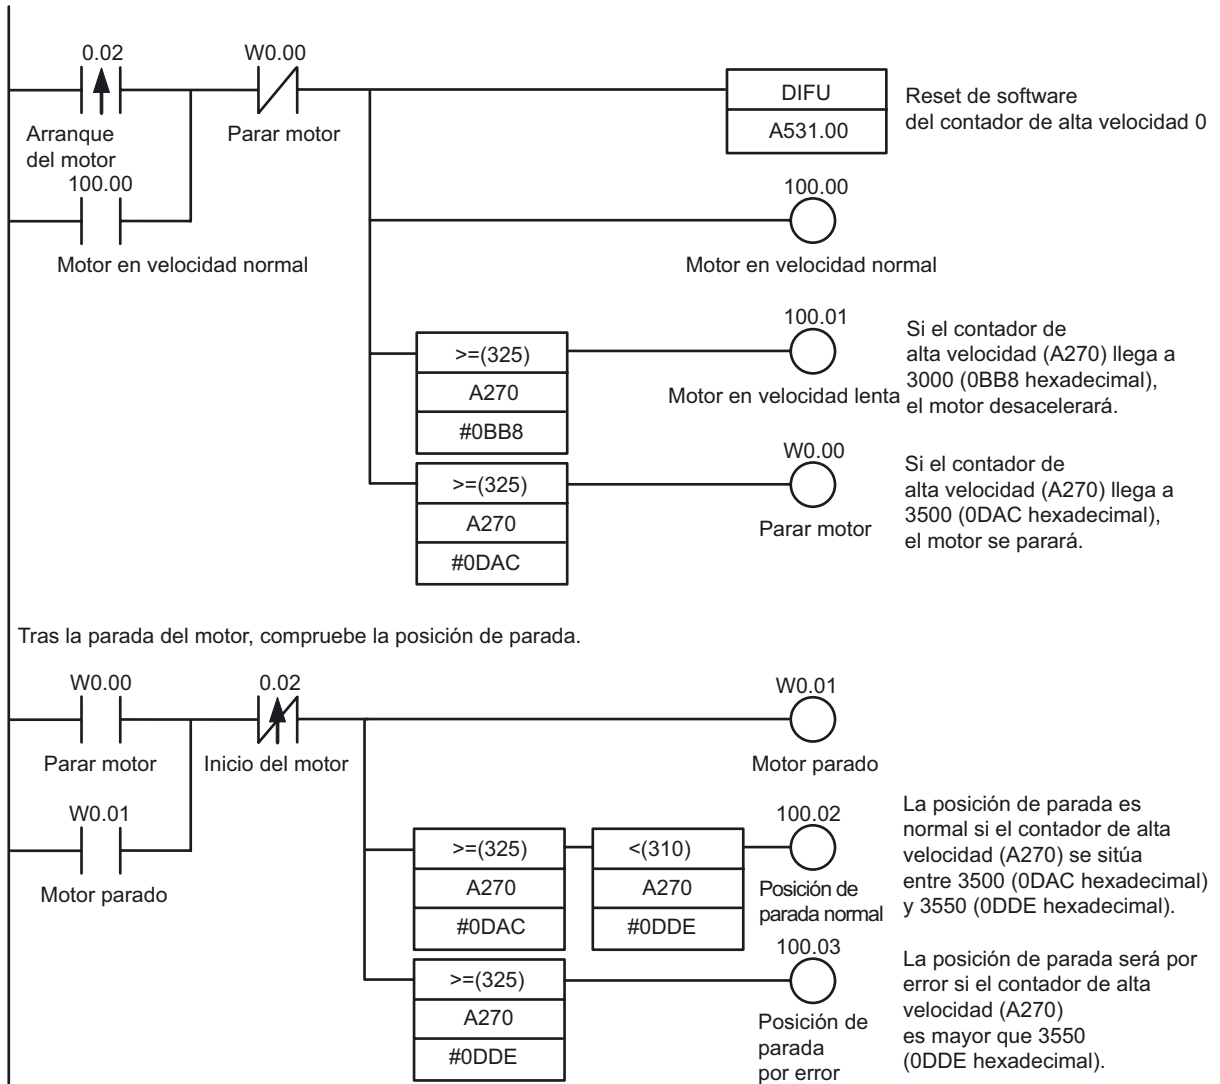 0.02
W0.00
DIFU
A531.00
Reset de software
del contador de alta velocidad 0
Arranque
del motor
Parar motor
100.00
Motor en velocidad normal
100.00
Motor en velocidad normal
>=(325)
A270
#0BB8
100.01
Motor en velocidad lenta
Si el contador de
alta velocidad (A270) llega a
3000 (0BB8 hexadecimal),
el motor desacelerará.
>=(325)
A270
#0DAC
W0.00
Parar motor
Si el contador de
alta velocidad (A270) llega a
3500 (0DAC hexadecimal),
el motor se parará.
Tras la parada del motor, compruebe la posición de parada.
W0.00
0.02
W0.01
Parar motor
Inicio del motor
Motor parado
W0.01
Motor parado
>=(325)
A270
#0DAC
<(310)
A270
#0DDE
100.02
Posición de
parada normal
La posición de parada es
normal si el contador de alta
velocidad (A270) se sitúa
entre 3500 (0DAC hexadecimal)
y 3550 (0DDE hexadecimal).
>=(325)
A270
#0DDE
100.03
Posición de
parada
por error
La posición de parada será por
error si el contador de alta
velocidad (A270)
es mayor que 3550
(0DDE hexadecimal).